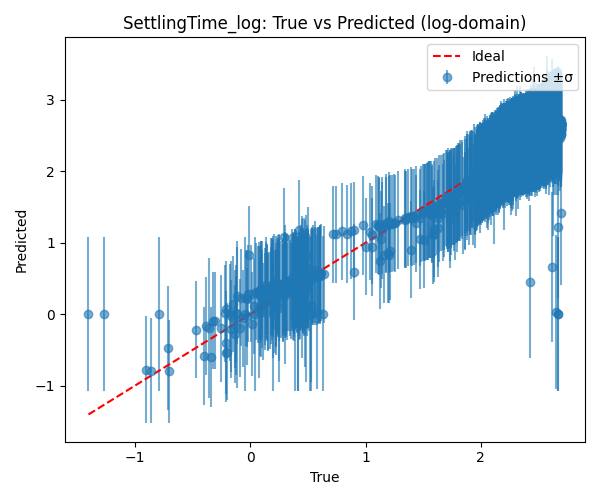 SettlingTime_log: True vs Predicted (log-domain)
Ideal
Predictions ±σ
Predicted
3
2
1
0
−1
−1
0
1
2
True